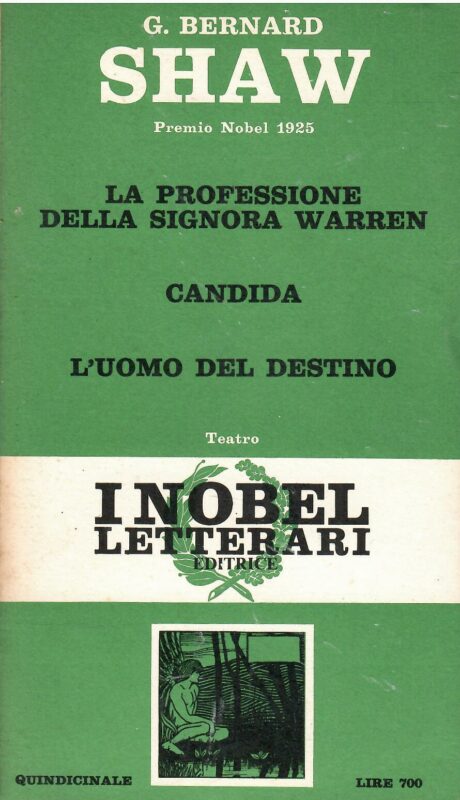 G. BERNARD
SHAW
Premio Nobel 1925
LA PROFESSIONE
DELLA SIGNORA WARREN
CANDIDA
L'UOMO DEL DESTINO
Teatro
I NOBEL
LETTERARI
EDITRICE
QUINDICINALE
LIRE 700